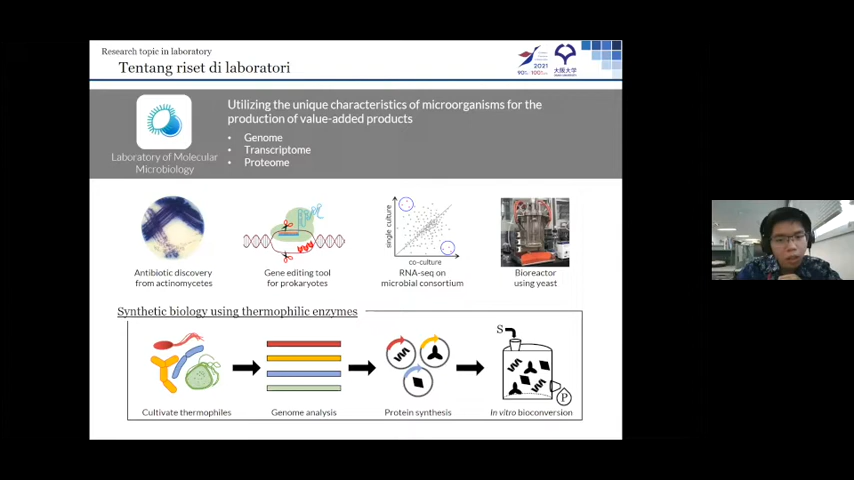 Research topic in laboratory
Tentang riset di laboratori
2021
大阪大学
Utilizing the unique characteristics of microorganisms for the
production of value-added products
• Genome
• Transcriptome
• Proteome
Laboratory of Molecular
Microbiology
single culture
co-culture
Antibiotic discovery
from actinomycetes
Gene editing tool
for prokaryotes
RNA-seq on
microbial consortium
Bioreactor
using yeast
Synthetic biology using thermophilic enzymes
S
P
Cultivate thermophiles
Genome analysis
Protein synthesis
In vitro bioconversion